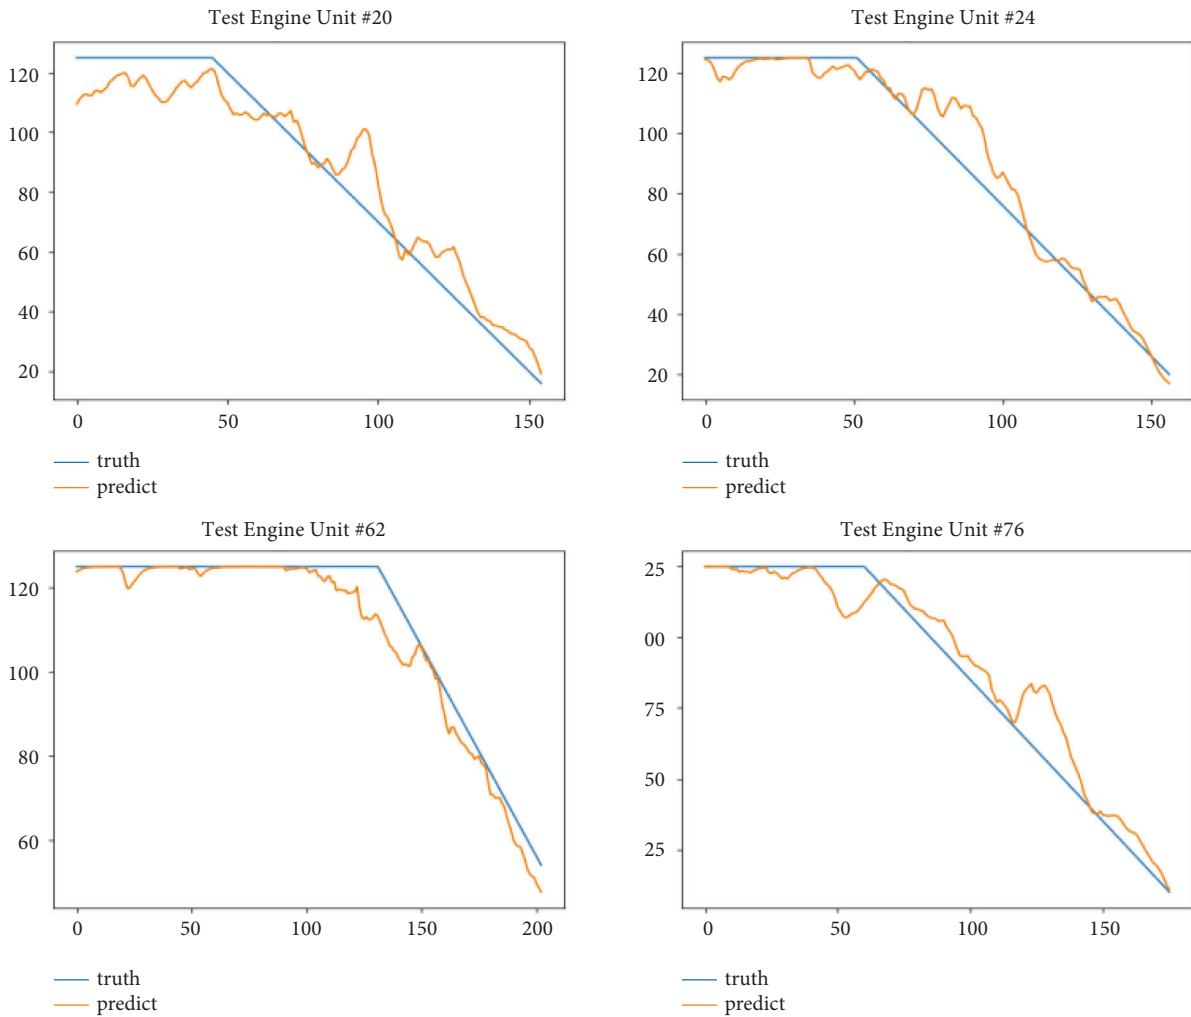 Test Engine Unit #20
120
100
80
60
40
20
0 50 100 150
truth
predict
Test Engine Unit #24
120
100
80
60
40
20
0 50 100 150
truth
predict
Test Engine Unit #62
120
100
80
60
0 50 100 150 200
truth
predict
Test Engine Unit #76
25
00
75
50
25
0 50 100 150
truth
predict